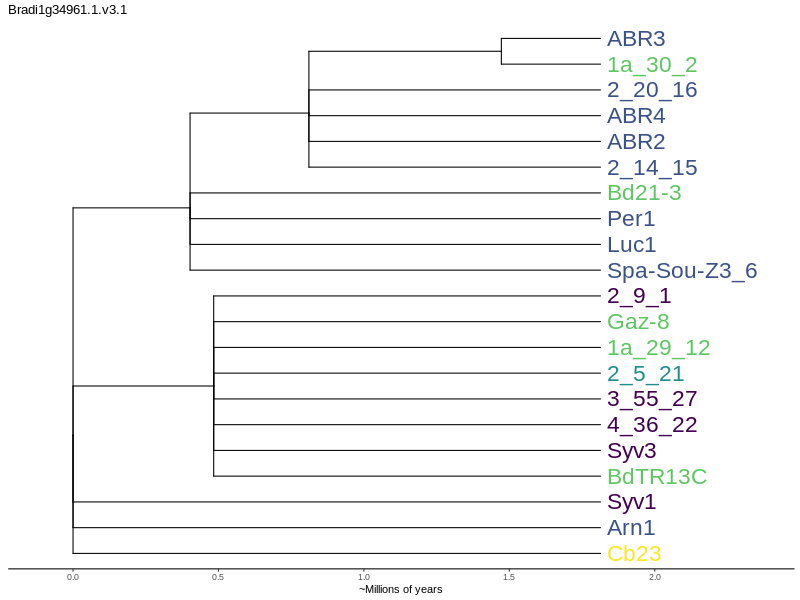 Bradi1g34961.1.v3.1
ABR3
1a_30_2
2_20_16
ABR4
ABR2
2_14_15
Bd21-3
Per1
Luc1
Spa-Sou-Z3_6
2_9_1
Gaz-8
1a_29_12
2_5_21
3_55_27
4_36_22
Syv3
BdTR13C
Syv1
Arn1
Cb23
0.0 0.5 1.0 1.5 2.0
~Millions of years